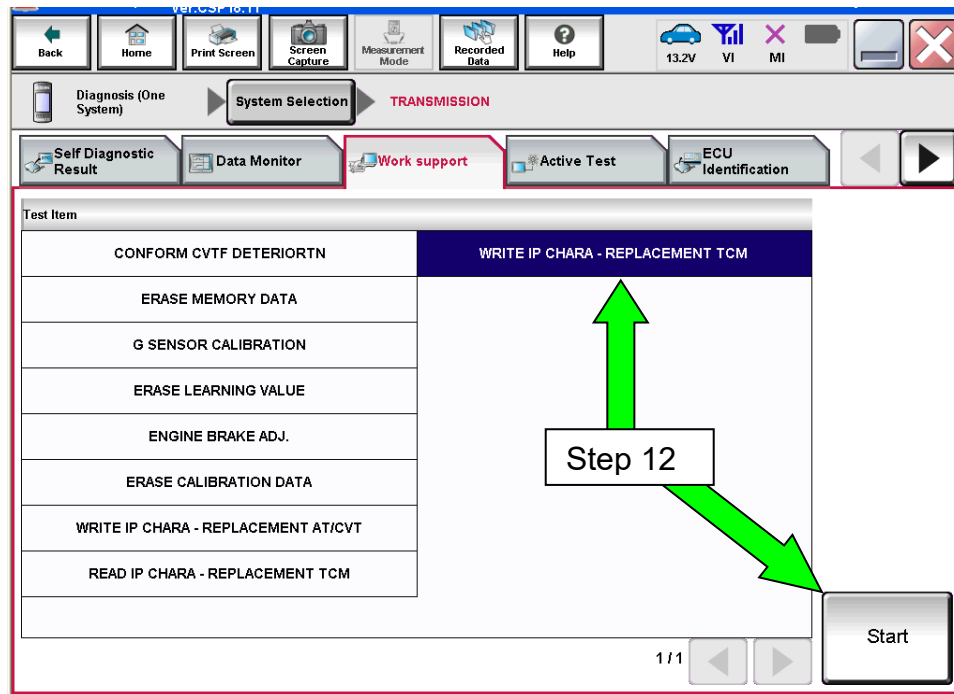 Ver.CSP18.11
Back
Home
Print Screen
Screen
Capture
Measurement
Mode
Recorded
Data
Help
13.2V
VI
MI
Diagnosis (One
System)
System Selection
TRANSMISSION
Self Diagnostic
Result
Data Monitor
Work support
Active Test
ECU
Identification
Test Item
CONFORM CVTF DETERIORTN
WRITE IP CHARA - REPLACEMENT TCM
ERASE MEMORY DATA
G SENSOR CALIBRATION
ERASE LEARNING VALUE
ENGINE BRAKE ADJ.
Step 12
ERASE CALIBRATION DATA
WRITE IP CHARA - REPLACEMENT AT/CVT
READ IP CHARA - REPLACEMENT TCM
Start
1/1